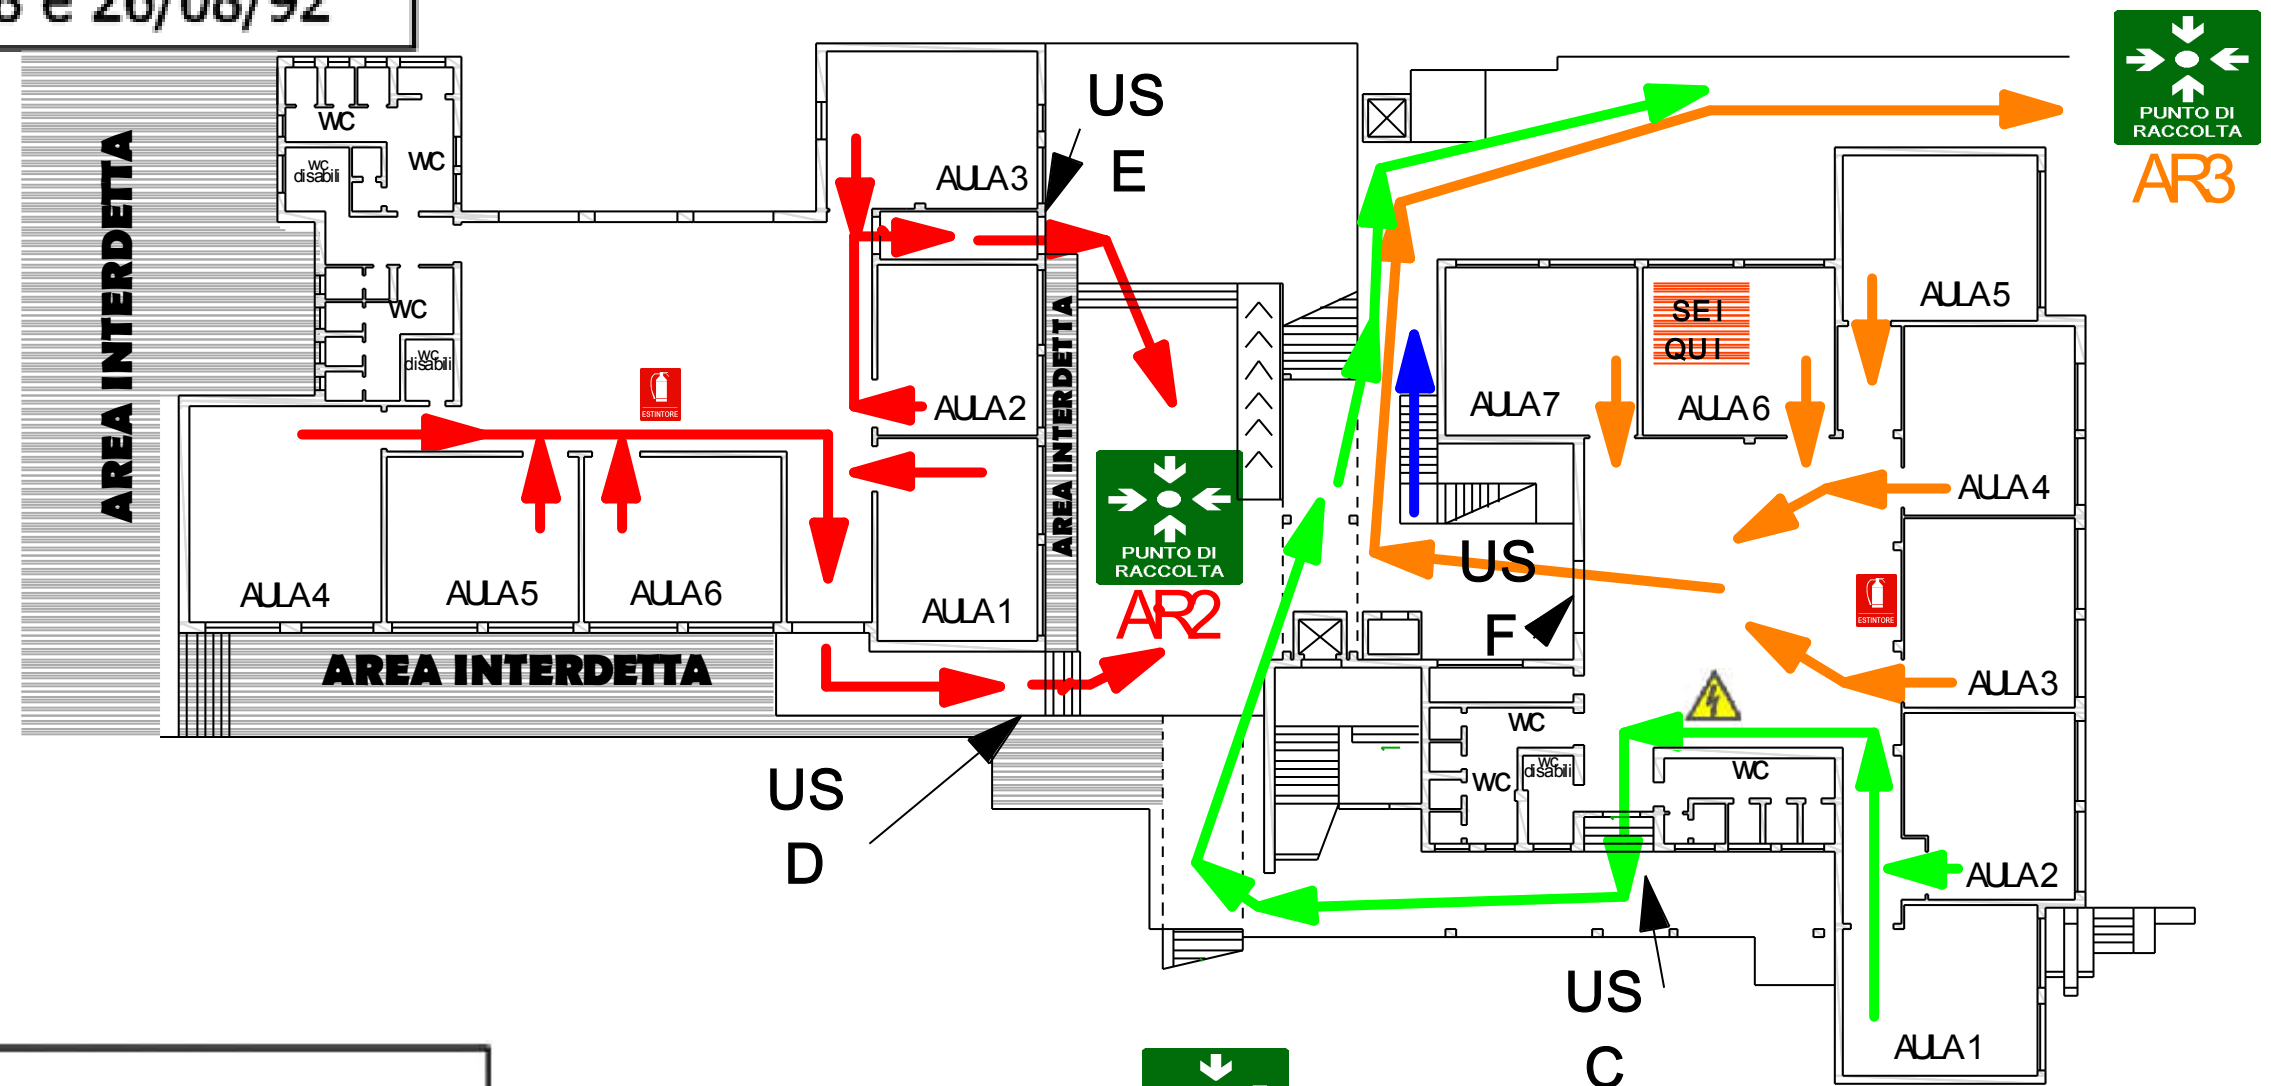 e 26/08/92
PUNTO DI
RACCOLTA
AR3
US
E
WC
WC
wc
disabili
AULA 3
AREA INTERDETTA
WC
wc
disabili
ESTINTORE
AULA 2
AREA INTERDETTA
AULA 4
AULA 5
AULA 6
AULA 1
AREA INTERDETTA
PUNTO DI
RACCOLTA
AR2
US
D
SEI
QUI
AULA 5
AULA 7
AULA 6
AULA 4
US
F
ESTINTORE
AULA 3
WC
WC
wc
disabili
WC
AULA 2
US
C
AULA 1